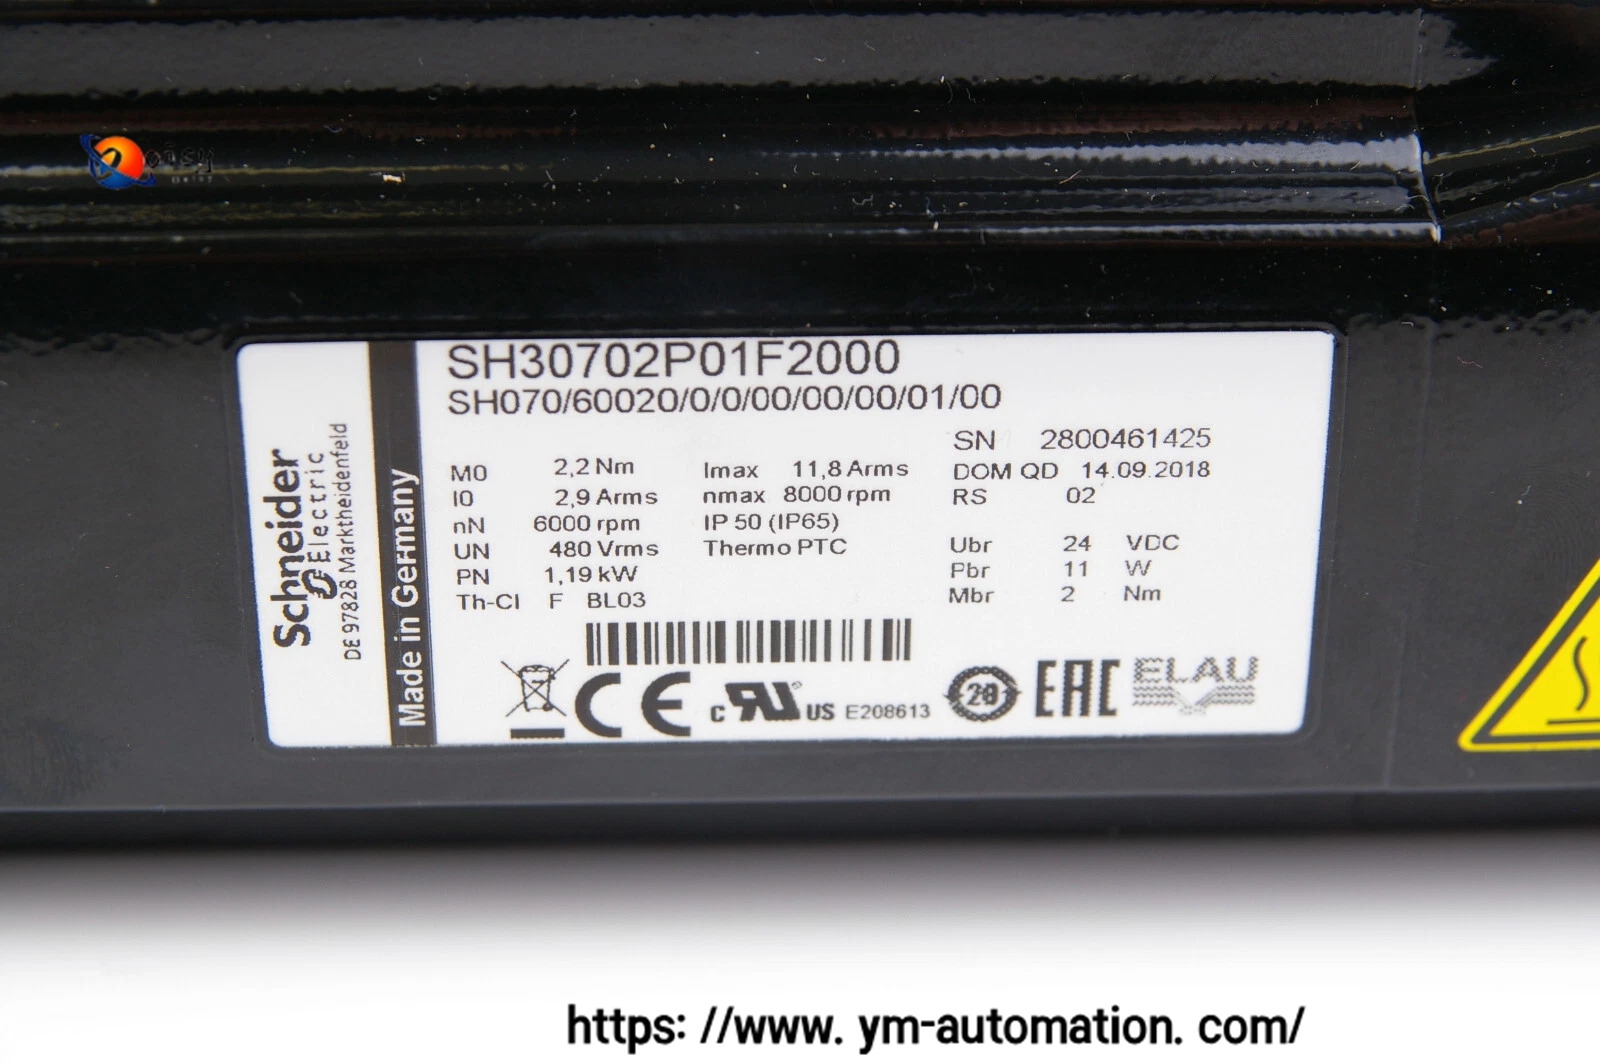 Oaisy
SH30702P01F2000
SH070/60020/0/0/00/00/00/01/00
SN 2800461425
M0 2,2 Nm Imax 11,8 Arms DOM QD 14.09.2018
I0 2,9 Arms nmax 8000 rpm RS 02
nN 6000 rpm IP 50 (IP65)
UN 480 Vrms Thermo PTC Ubr 24 VDC
PN 1,19 kW Pbr 11 W
Th-Cl F BL03 Mbr 2 Nm
Schneider
Electric
DE 97828 Marktheidenfeld
Made in Germany
CE c RU US E208613 20 EAC ELAU
https: //www. ym-automation. com/